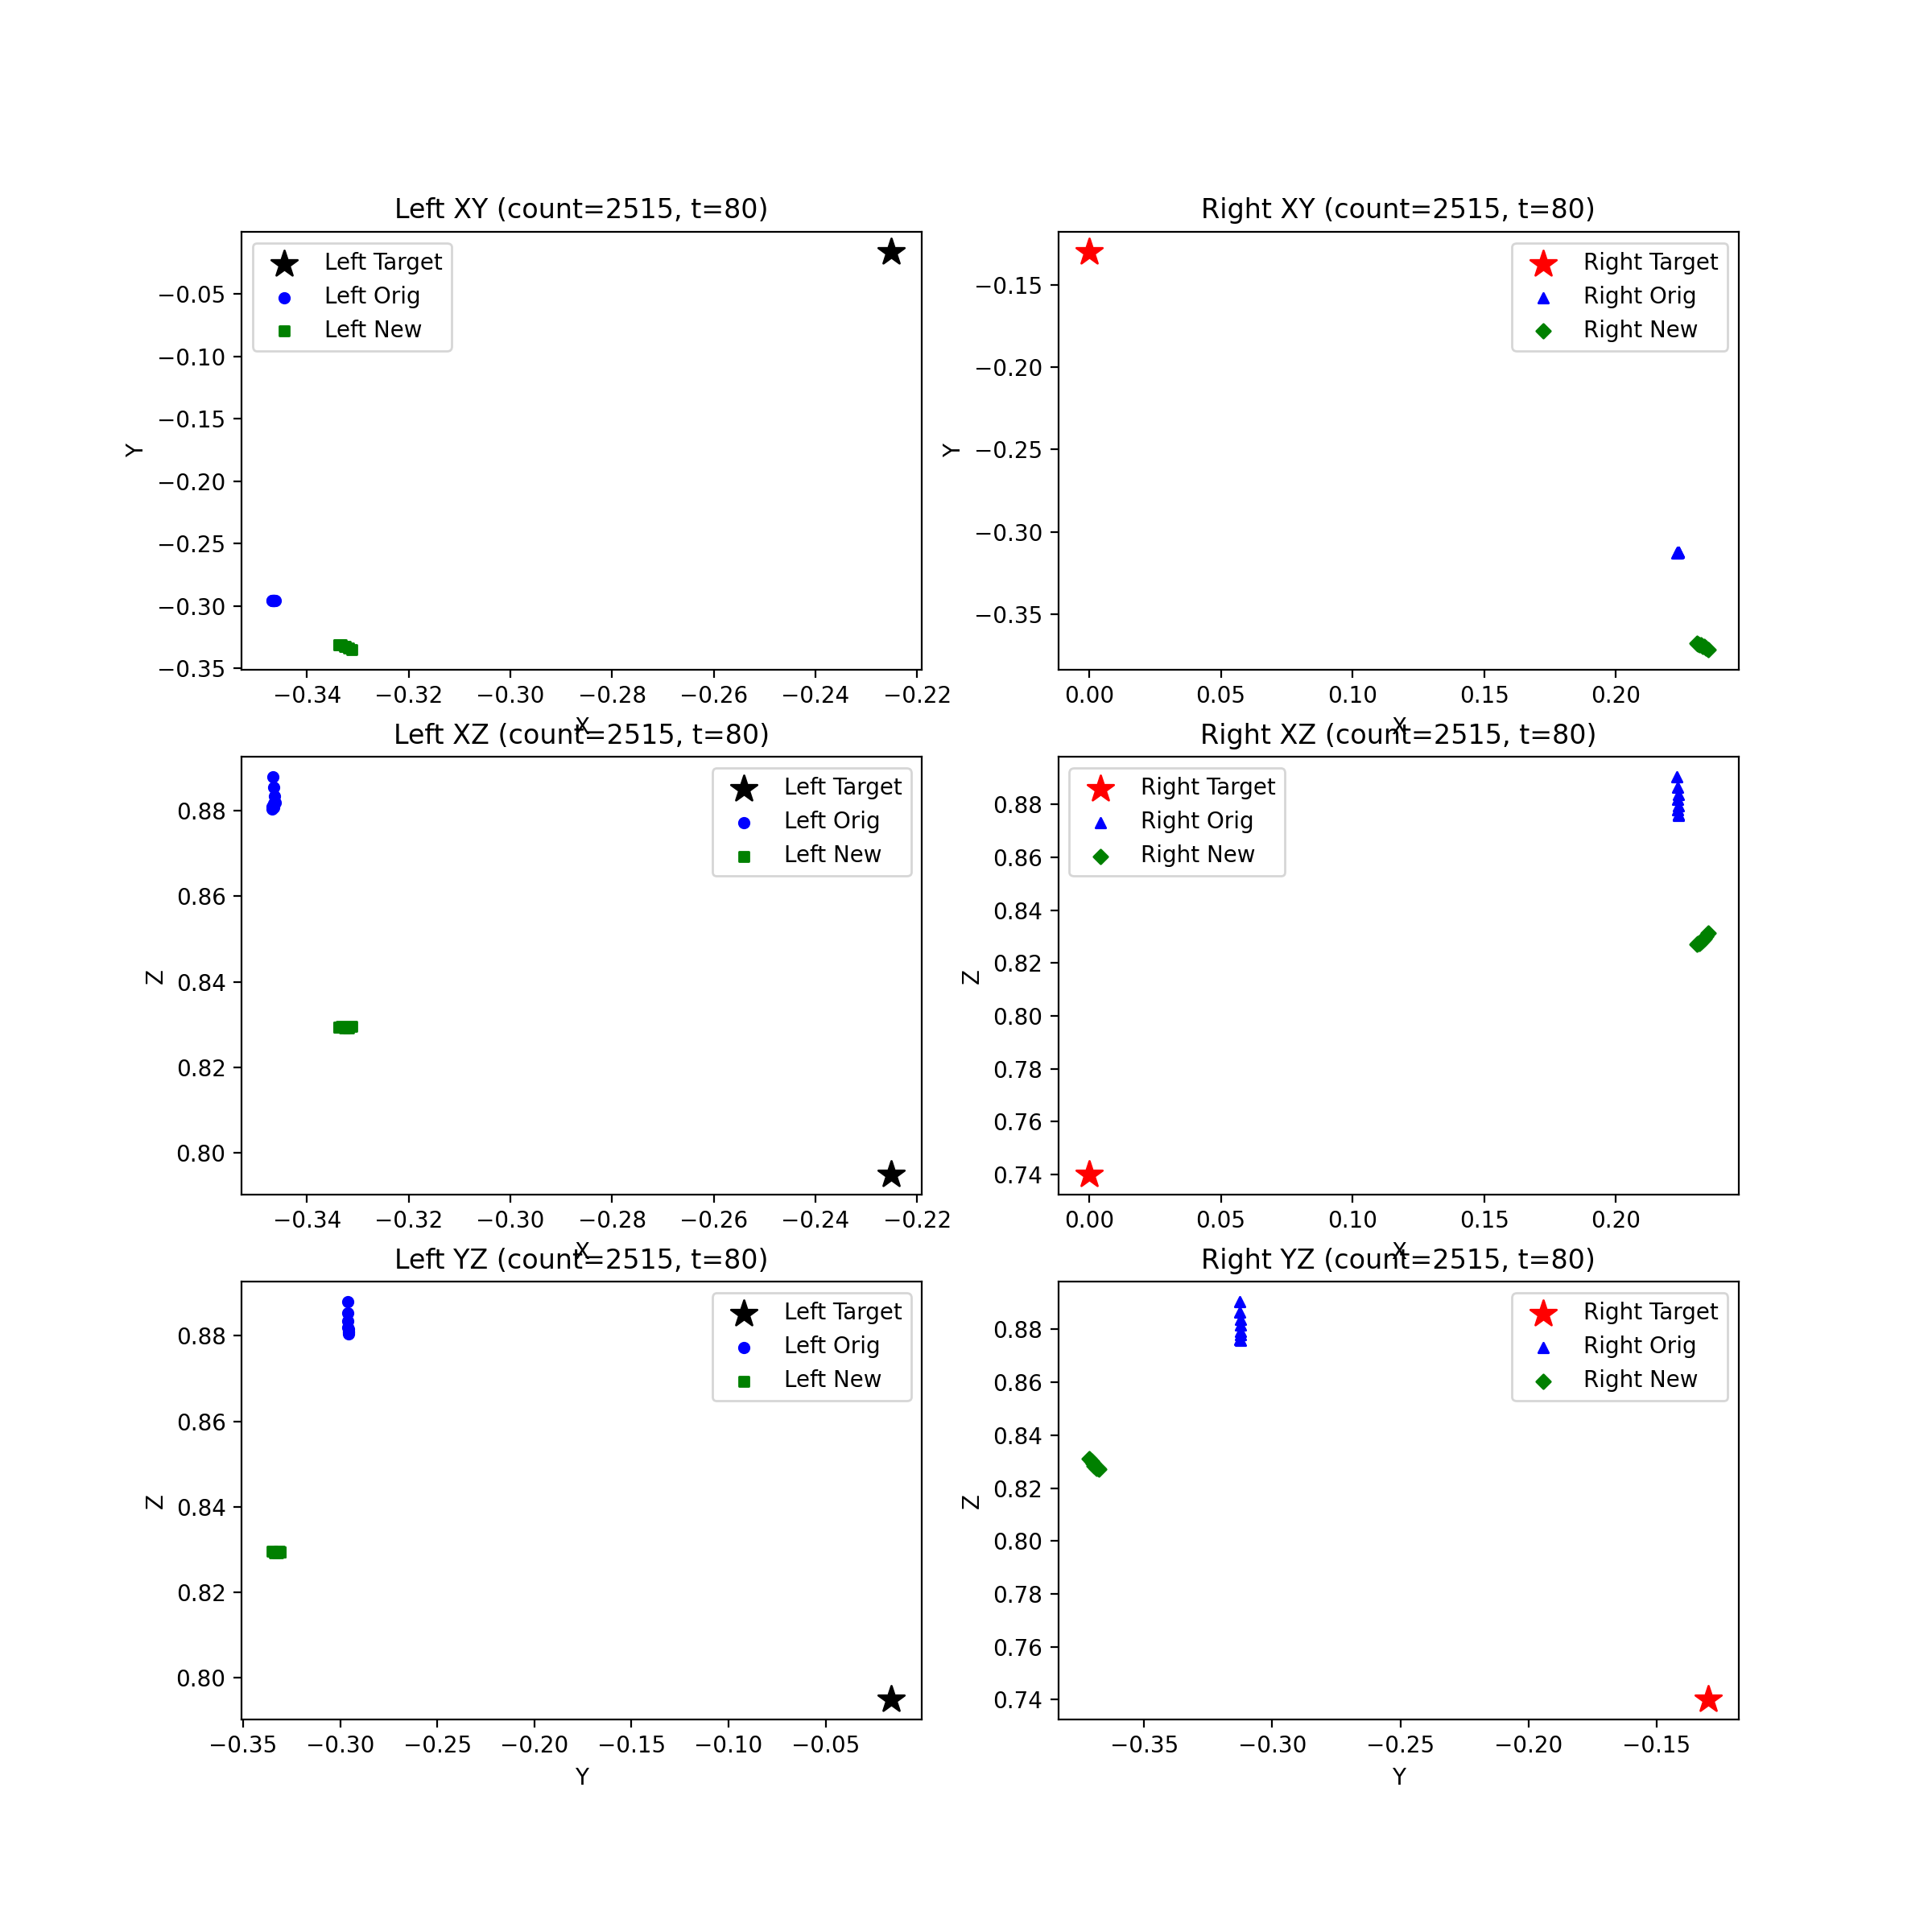 Left XY (count=2515, t=80)
Left Target
Left Orig
Left New
Y
−0.05
−0.10
−0.15
−0.20
−0.25
−0.30
−0.35
−0.34
−0.32
−0.30
−0.28
−0.26
−0.24
−0.22
X
Right XY (count=2515, t=80)
Right Target
Right Orig
Right New
Y
−0.15
−0.20
−0.25
−0.30
−0.35
0.00
0.05
0.10
0.15
0.20
X
Left XZ (count=2515, t=80)
Left Target
Left Orig
Left New
Z
0.88
0.86
0.84
0.82
0.80
−0.34
−0.32
−0.30
−0.28
−0.26
−0.24
−0.22
X
Right XZ (count=2515, t=80)
Right Target
Right Orig
Right New
Z
0.88
0.86
0.84
0.82
0.80
0.78
0.76
0.74
0.00
0.05
0.10
0.15
0.20
X
Left YZ (count=2515, t=80)
Left Target
Left Orig
Left New
Z
0.88
0.86
0.84
0.82
0.80
−0.35
−0.30
−0.25
−0.20
−0.15
−0.10
−0.05
Y
Right YZ (count=2515, t=80)
Right Target
Right Orig
Right New
Z
0.88
0.86
0.84
0.82
0.80
0.78
0.76
0.74
−0.35
−0.30
−0.25
−0.20
−0.15
Y